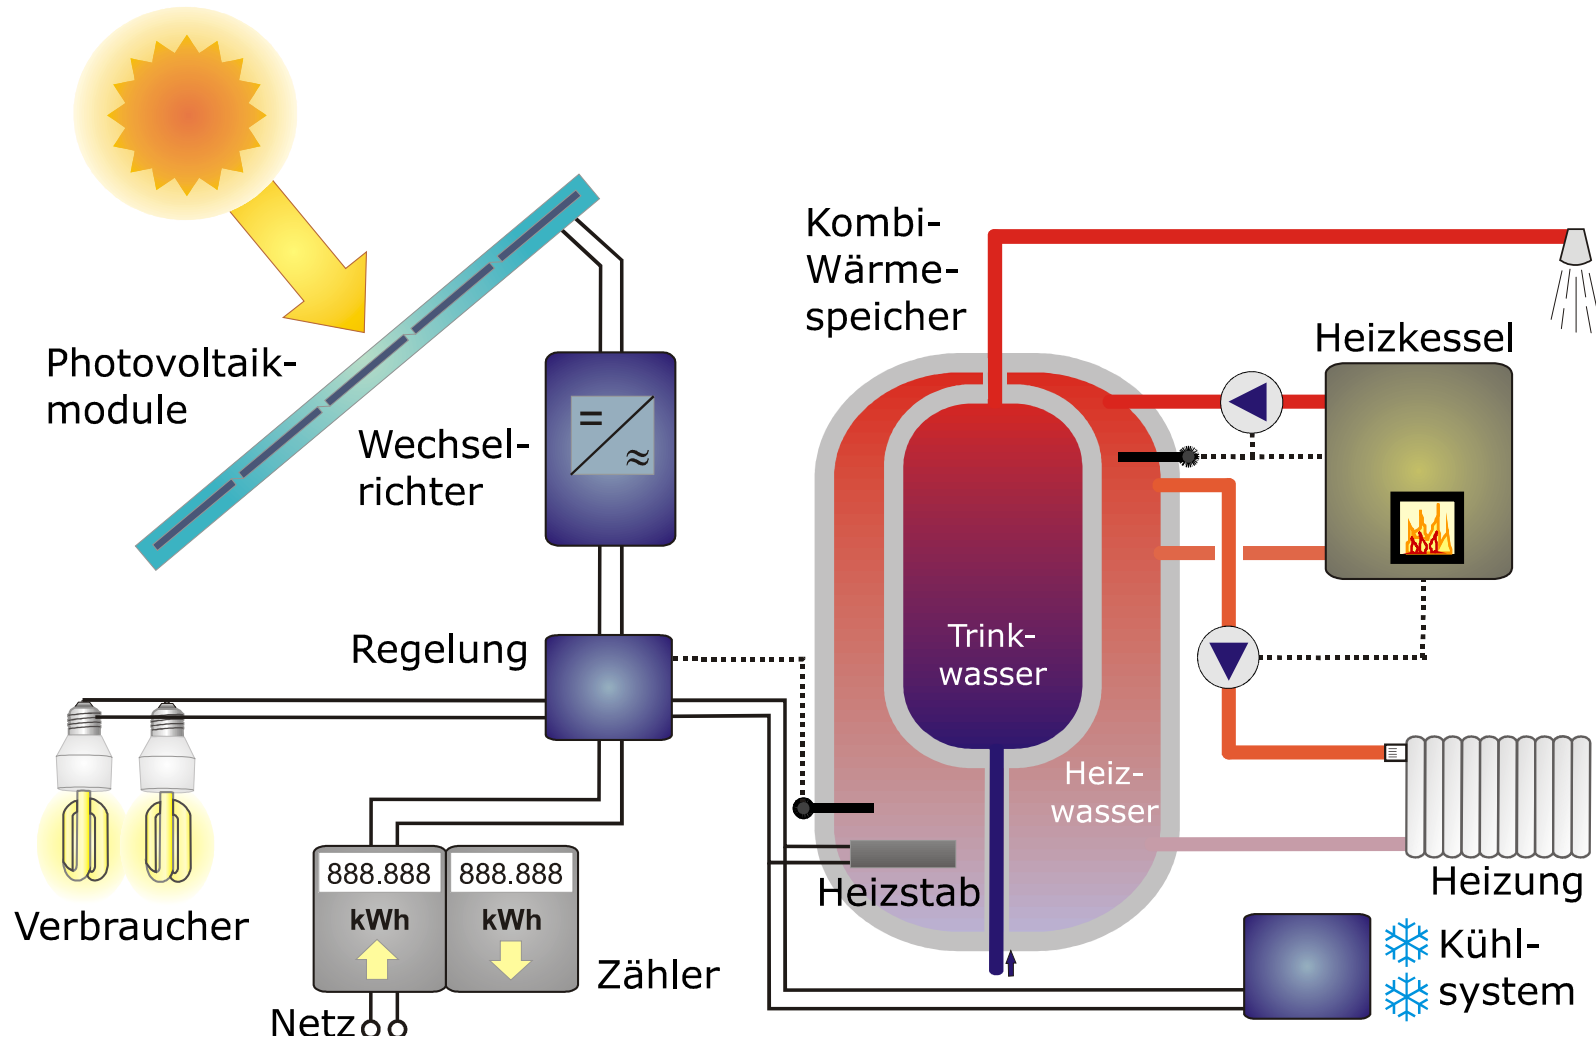 Kombi-
Wärme-
speicher
Heizkessel
Photovoltaik-
module
Wechsel-
richter
=
≈
Regelung
Trink-
wasser
Heiz-
wasser
888.888
kWh
888.888
kWh
Verbraucher
Zähler
Netz
Heizstab
Heizung
Kühl-
system